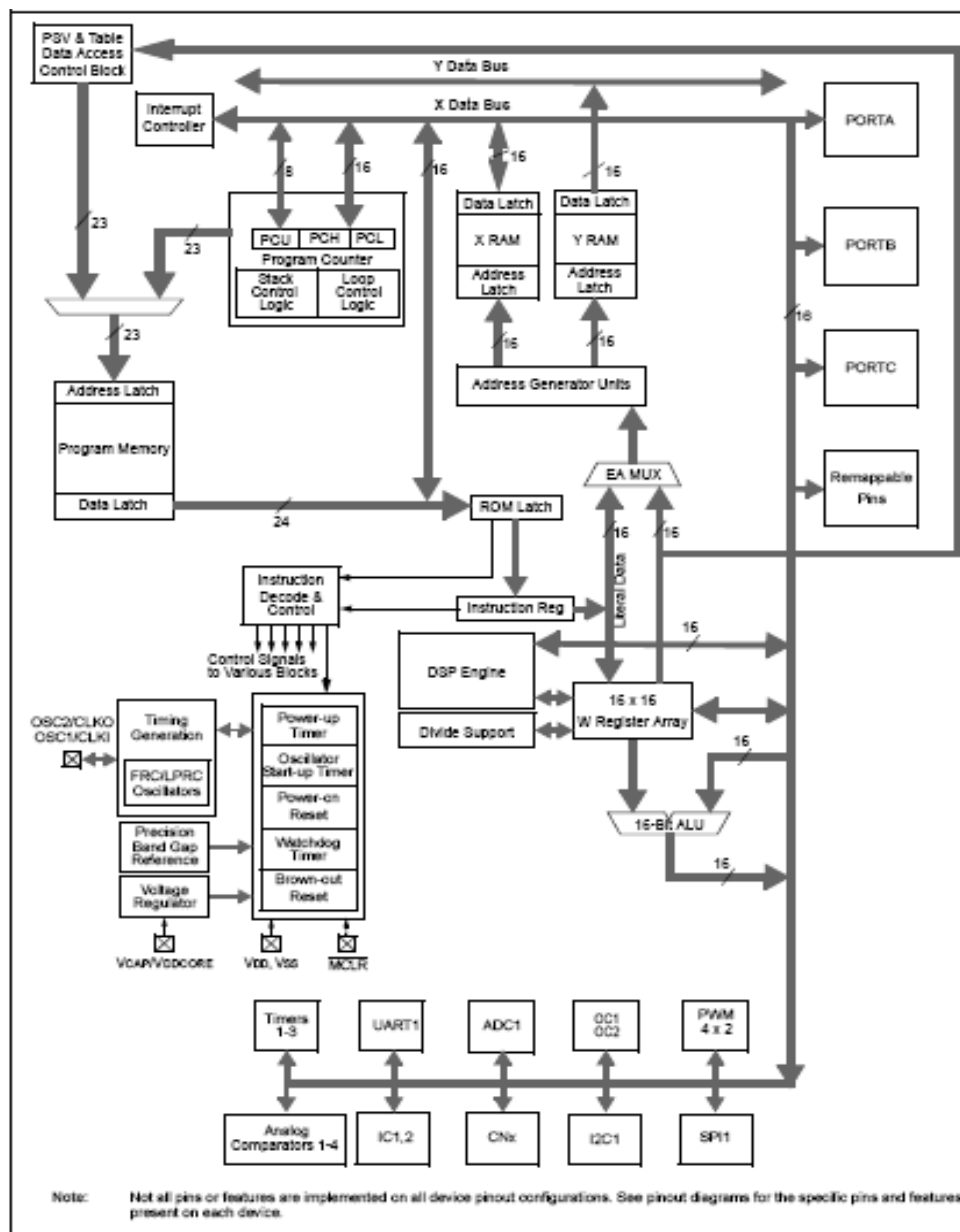 PSV & Table
Data Access
Control Block
Y Data Bus
X Data Bus
Interrupt
Controller
PORTA
8
16
16
16
16
23
23
Data Latch
Data Latch
PCU
PCH
PCL
X RAM
Y RAM
PORTB
Program Counter
Stack
Control
Logic
Loop
Control
Logic
Address
Latch
Address
Latch
23
16
16
16
Address Generator Units
PORTC
Address Latch
Program Memory
EA MUX
Data Latch
ROM Latch
Remappable
Pins
24
16
16
Literal Data
Instruction
Decode &
Control
Instruction Reg
Control Signals
to Various Blocks
16
DSP Engine
16 x 16
W Register Array
Divide Support
OSC2/CLKO
OSC1/CLKI
Timing
Generation
FRC/LPRC
Oscillators
Power-up
Timer
Oscillator
Start-up Timer
Power-on
Reset
Watchdog
Timer
Brown-out
Reset
16
16-Bit ALU
16
Precision
Band Gap
Reference
Voltage
Regulator
VCAP/VDDCORE
VDD, VSS
MCLR
Timers
1-3
UART1
ADC1
OC1
OC2
PWM
4 x 2
Analog
Comparators 1-4
IC1,2
CNx
I2C1
SPI1
Note: Not all pins or features are implemented on all device pinout configurations. See pinout diagrams for the specific pins and features
present on each device.